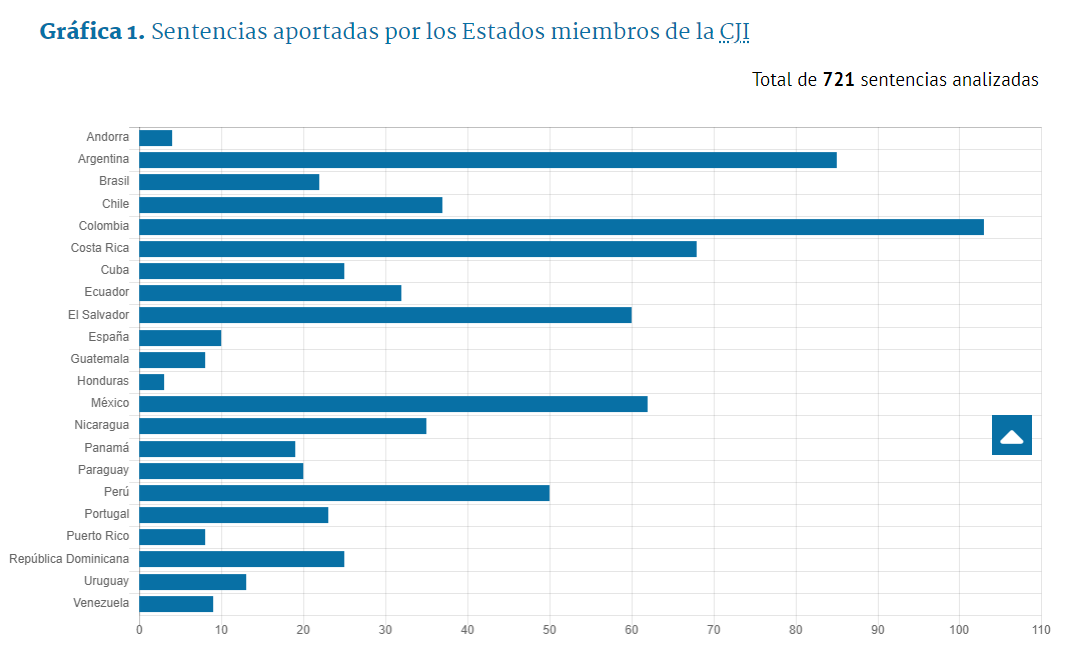 Gráfica 1. Sentencias aportadas por los Estados miembros de la CJI
Total de 721 sentencias analizadas
Andorra
Argentina
Brasil
Chile
Colombia
Costa Rica
Cuba
Ecuador
El Salvador
España
Guatemala
Honduras
México
Nicaragua
Panamá
Paraguay
Perú
Portugal
Puerto Rico
República Dominicana
Uruguay
Venezuela
0 10 20 30 40 50 60 70 80 90 100 110